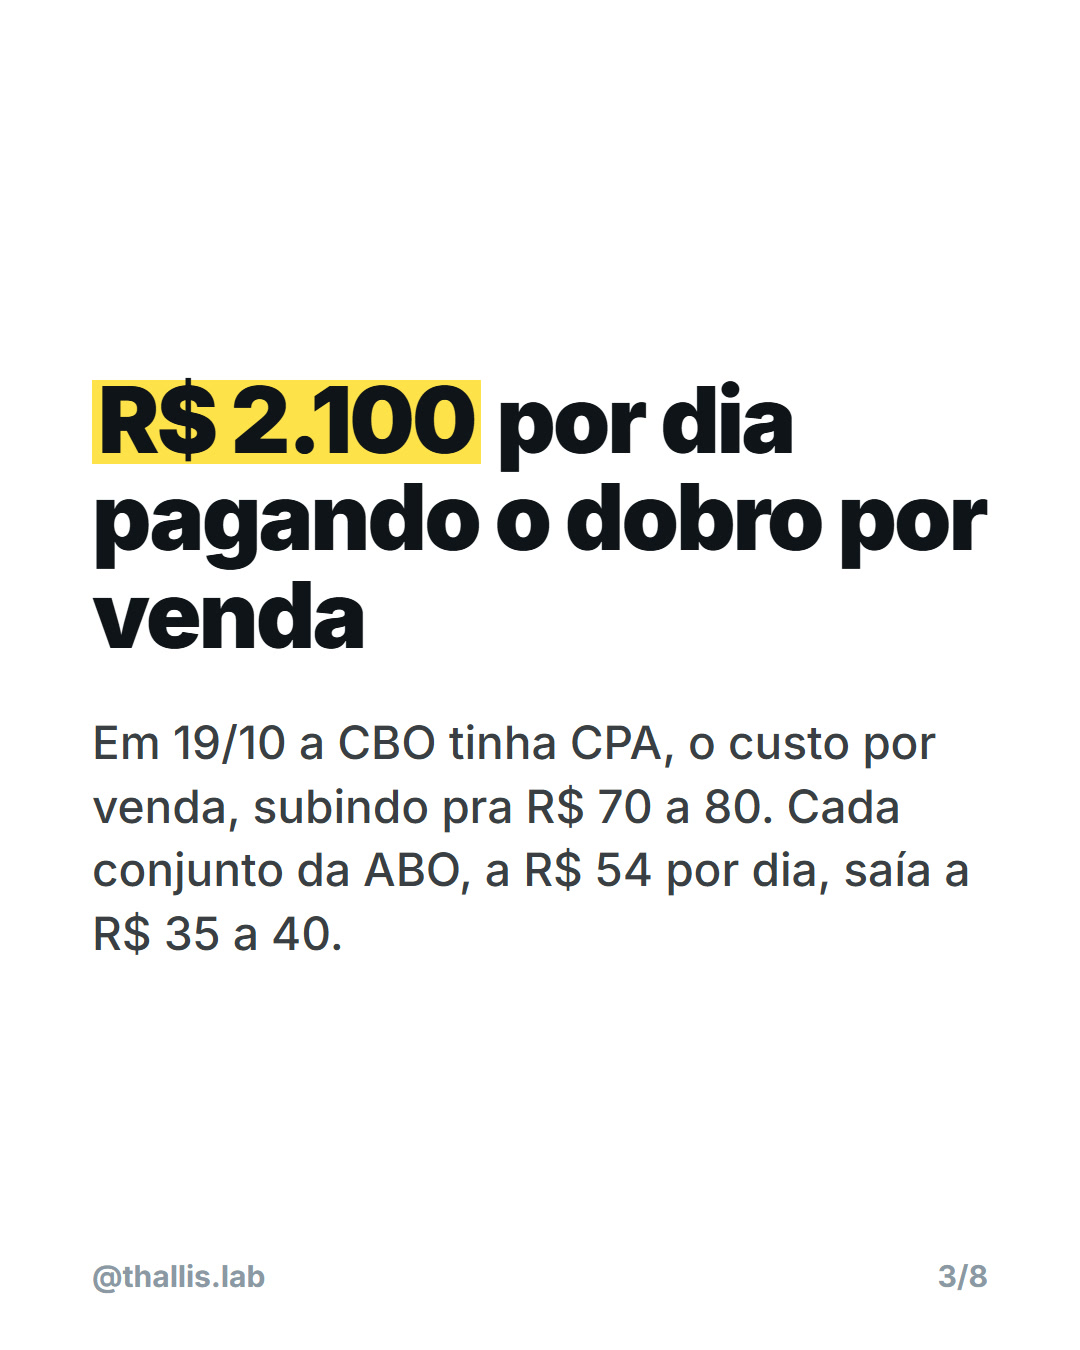 R$ 2.100 por dia
pagando o dobro por
venda
Em 19/10 a CBO tinha CPA, o custo por
venda, subindo pra R$ 70 a 80. Cada
conjunto da ABO, a R$ 54 por dia, saía a
R$ 35 a 40.
@thallis.lab
3/8